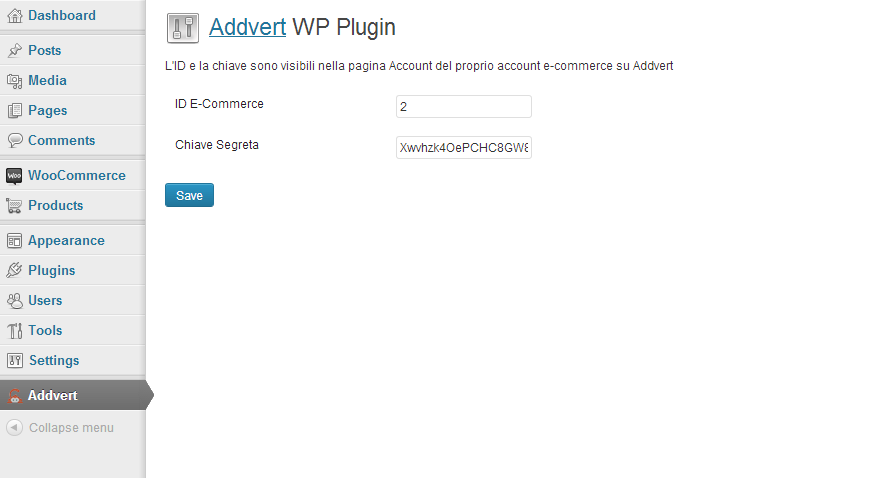 Dashboard
Posts
Media
Pages
Comments
WooCommerce
Products
Appearance
Plugins
Users
Tools
Settings
Addvert
Collapse menu
Addvert WP Plugin
L'ID e la chiave sono visibili nella pagina Account del proprio account e-commerce su Addvert
ID E-Commerce
2
Chiave Segreta
Xwvhzk4OePCHC8GW8
Save